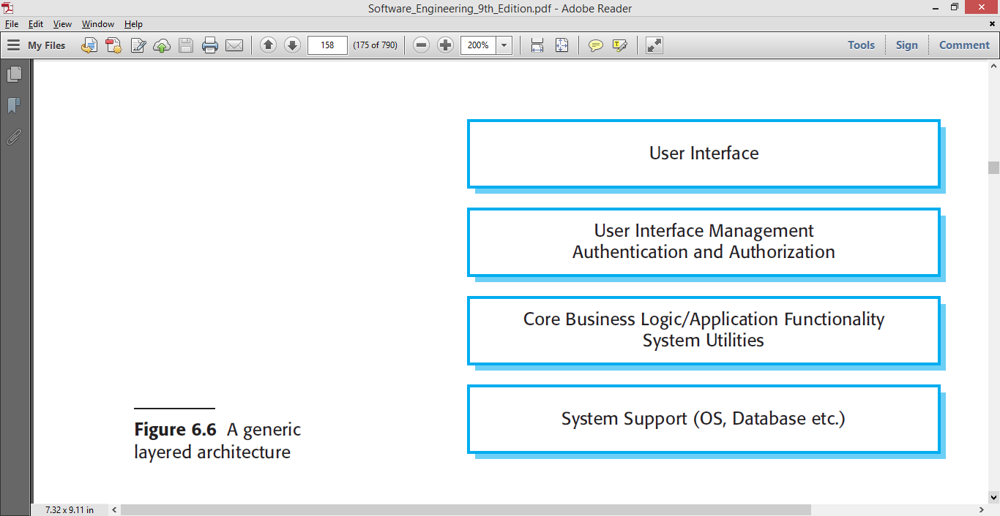 Software_Engineering_9th_Edition.pdf - Adobe Reader
File Edit View Window Help
My Files 158 (175 of 790) 200% Tools Sign Comment
User Interface
User Interface Management
Authentication and Authorization
Core Business Logic/Application Functionality
System Utilities
System Support (OS, Database etc.)
Figure 6.6 A generic
layered architecture
7.32 x 9.11 in